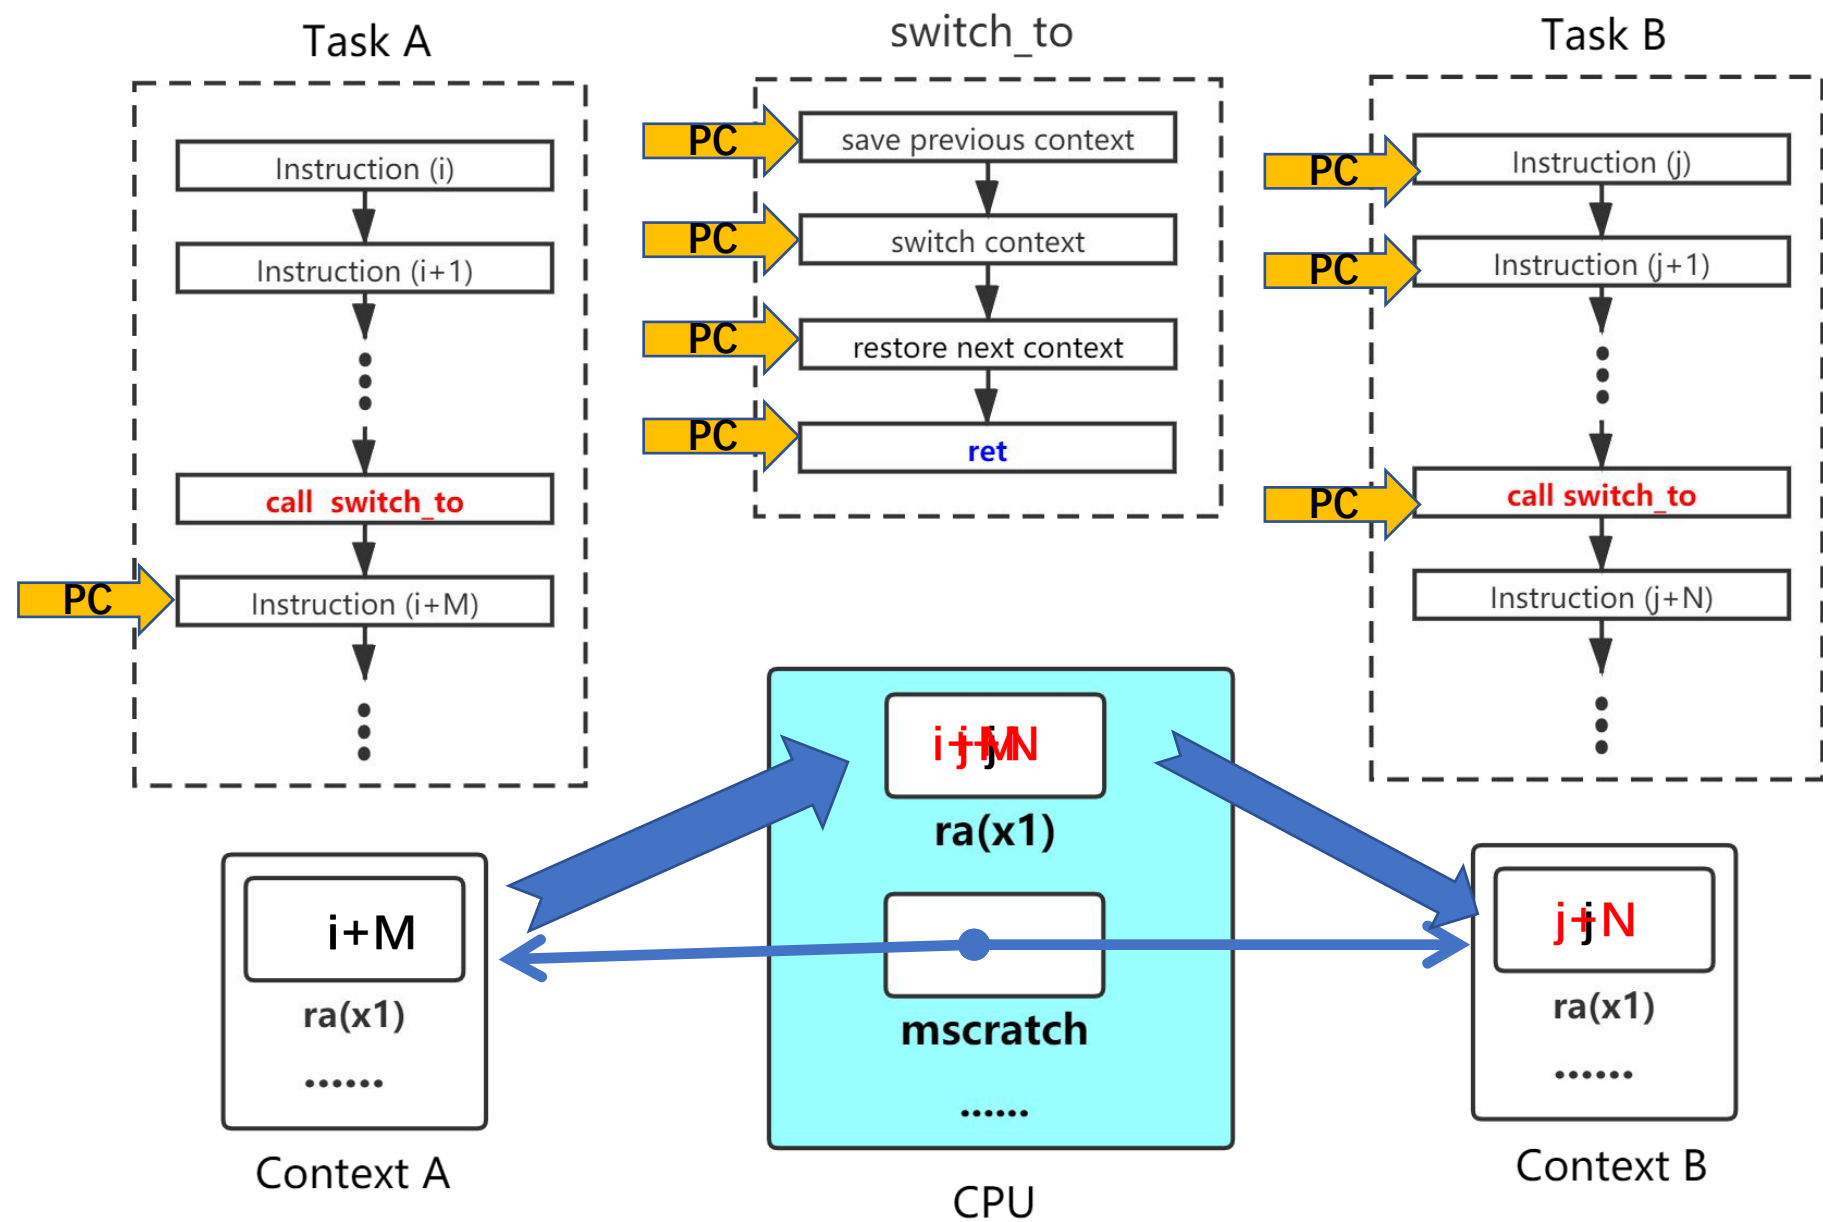 Task A
switch_to
Task B
Instruction (i)
Instruction (i+1)
call switch_to
PC
Instruction (i+M)
PC
save previous context
PC
switch context
PC
restore next context
PC
ret
PC
Instruction (j)
PC
Instruction (j+1)
PC
call switch_to
Instruction (j+N)
i+M
ra(x1)
......
Context A
ra(x1)
mscratch
......
CPU
ra(x1)
......
Context B